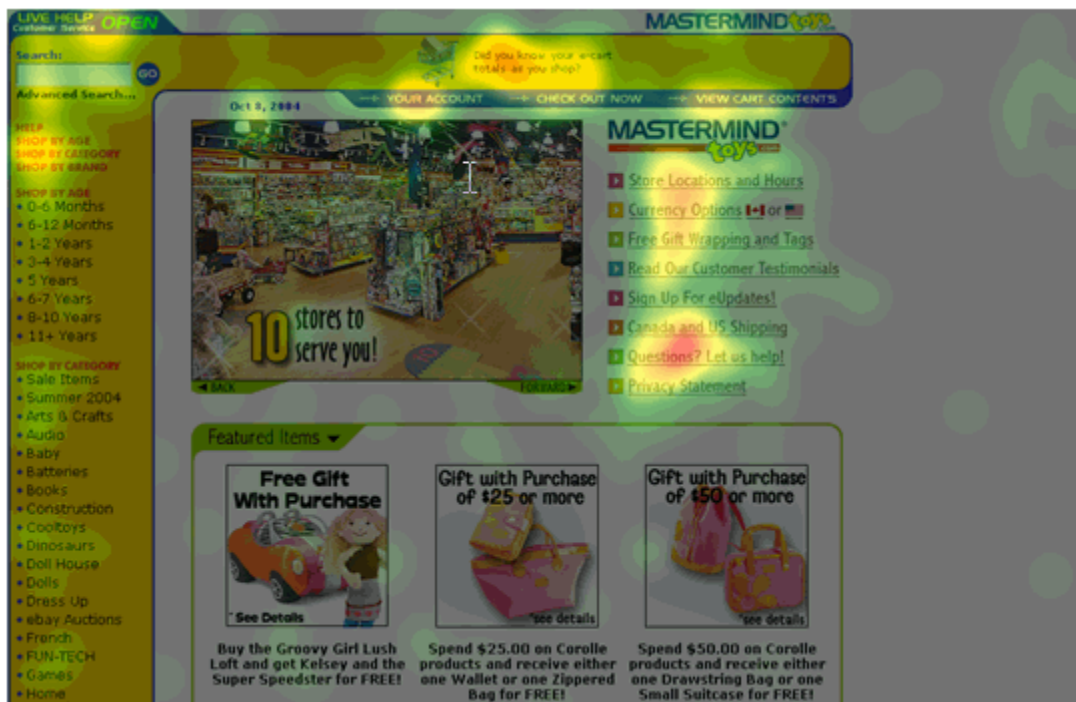 LIVE HELP
Customer Service OPEN
MASTERMIND toys.com
Search:
GO
Advanced Search...
Did you know your e-cart
totals as you shop?
YOUR ACCOUNT
CHECK OUT NOW
VIEW CART CONTENTS
Oct 8, 2004
HELP
SHOP BY AGE
SHOP BY CATEGORY
SHOP BY BRAND
SHOP BY AGE
• 0-6 Months
• 6-12 Months
• 1-2 Years
• 3-4 Years
• 5 Years
• 6-7 Years
• 8-10 Years
• 11+ Years
SHOP BY CATEGORY
• Sale Items
• Summer 2004
• Arts & Crafts
• Audio
• Baby
• Batteries
• Books
• Construction
• Cooltoys
• Dinosaurs
• Doll House
• Dolls
• Dress Up
• ebay Auctions
• French
• FUN-TECH
• Games
• Home
10 stores to
serve you!
BACK
FORWARD
MASTERMIND®
toys.com
Store Locations and Hours
Currency Options or
Free Gift Wrapping and Tags
Read Our Customer Testimonials
Sign Up For eUpdates!
Canada and US Shipping
Questions? Let us help!
Privacy Statement
Featured Items
Free Gift
With Purchase
*See Details
Buy the Groovy Girl Lush
Loft and get Kelsey and the
Super Speedster for FREE!
Gift with Purchase
of $25 or more
*see details
Spend $25.00 on Corolle
products and receive either
one Wallet or one Zippered
Bag for FREE!
Gift with Purchase
of $50 or more
*see details
Spend $50.00 on Corolle
products and receive either
one Drawstring Bag or one
Small Suitcase for FREE!